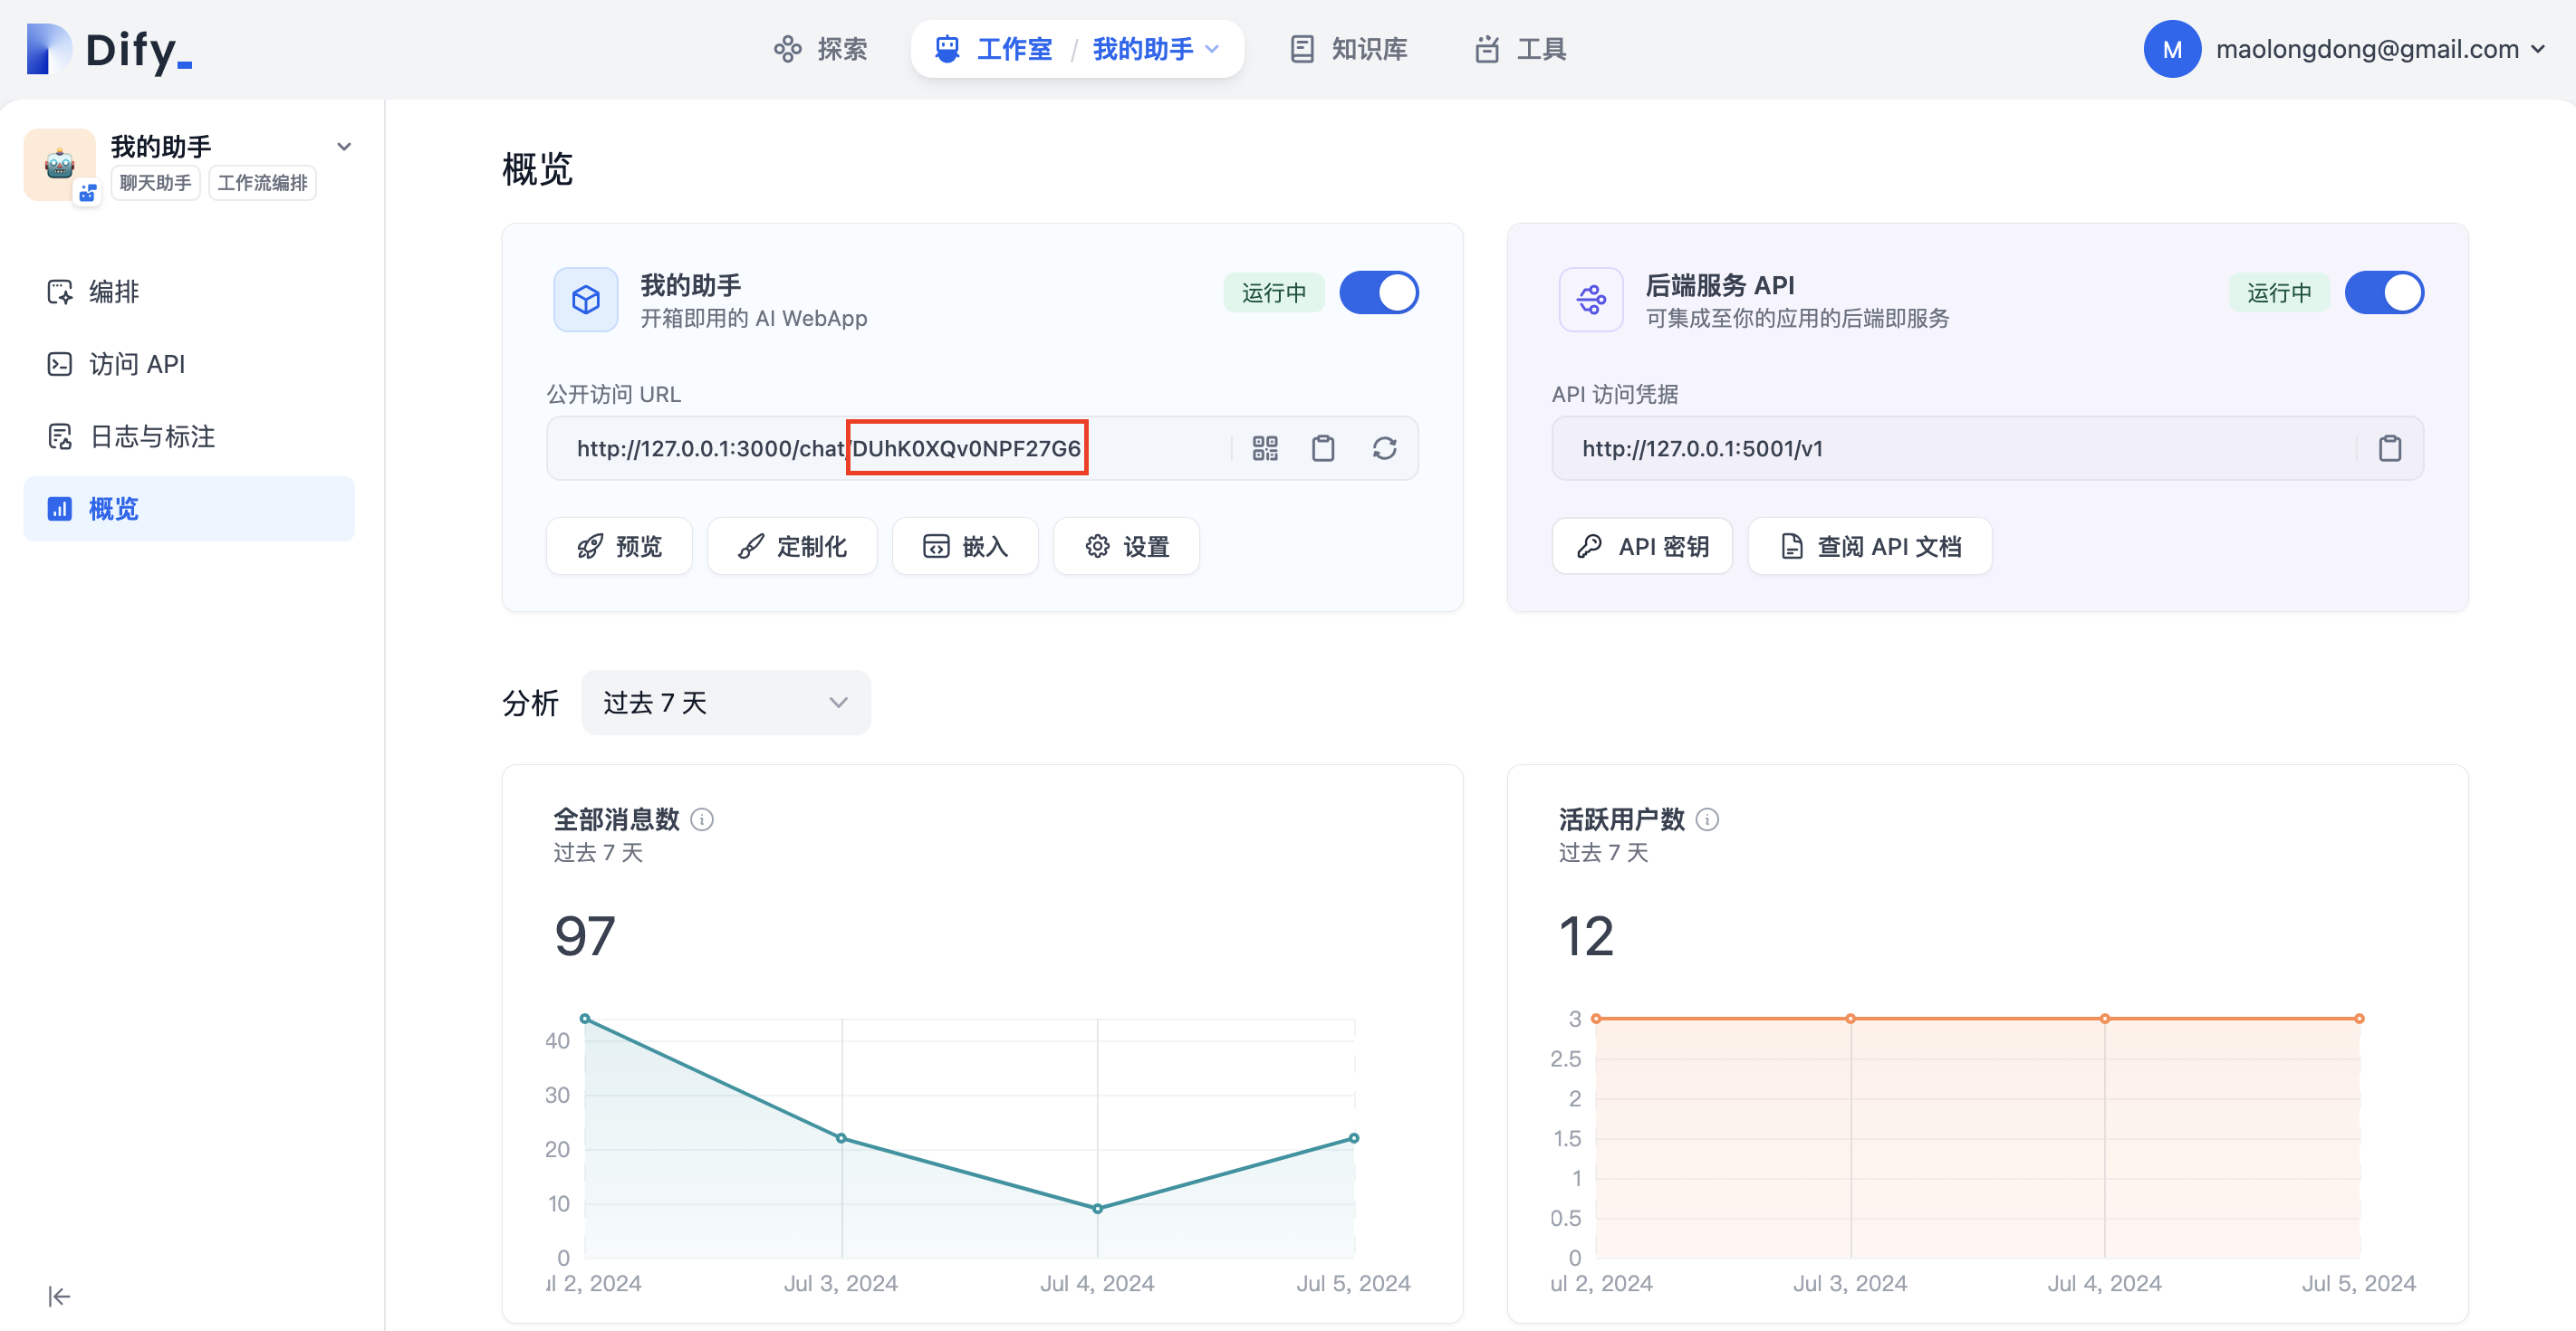 Dify_
探索
工作室 / 我的助手
知识库
工具
M
maolongdong@gmail.com
我的助手
聊天助手
工作流编排
编排
访问 API
日志与标注
概览
概览
我的助手
开箱即用的 AI WebApp
运行中
公开访问 URL
http://127.0.0.1:3000/chat/DUhK0XQv0NPF27G6
预览
定制化
嵌入
设置
后端服务 API
可集成至你的应用的后端即服务
运行中
API 访问凭据
http://127.0.0.1:5001/v1
API 密钥
查阅 API 文档
分析
过去 7 天
全部消息数
过去 7 天
97
40
30
20
10
0
ul 2, 2024
Jul 3, 2024
Jul 4, 2024
Jul 5, 2024
活跃用户数
过去 7 天
12
3
2.5
2
1.5
1
0.5
0
ul 2, 2024
Jul 3, 2024
Jul 4, 2024
Jul 5, 2024